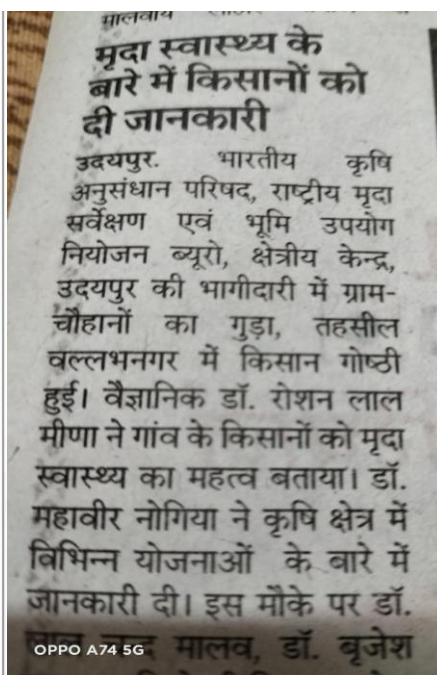 मृदा स्वास्थ्य के
बारे में किसानों को
दी जानकारी
उदयपुर. भारतीय कृषि
अनुसंधान परिषद, राष्ट्रीय मृदा
सर्वेक्षण एवं भूमि उपयोग
नियोजन ब्यूरो, क्षेत्रीय केन्द्र,
उदयपुर की भागीदारी में ग्राम-
चौहानों का गुड़ा, तहसील
वल्लभनगर में किसान गोष्ठी
हुई। वैज्ञानिक डॉ. रोशन लाल
मीणा ने गांव के किसानों को मृदा
स्वास्थ्य का महत्व बताया। डॉ.
महावीर नोगिया ने कृषि क्षेत्र में
विभिन्न योजनाओं के बारे में
जानकारी दी। इस मौके पर डॉ.
मालव, डॉ. बृजेश
OPPO A74 5G